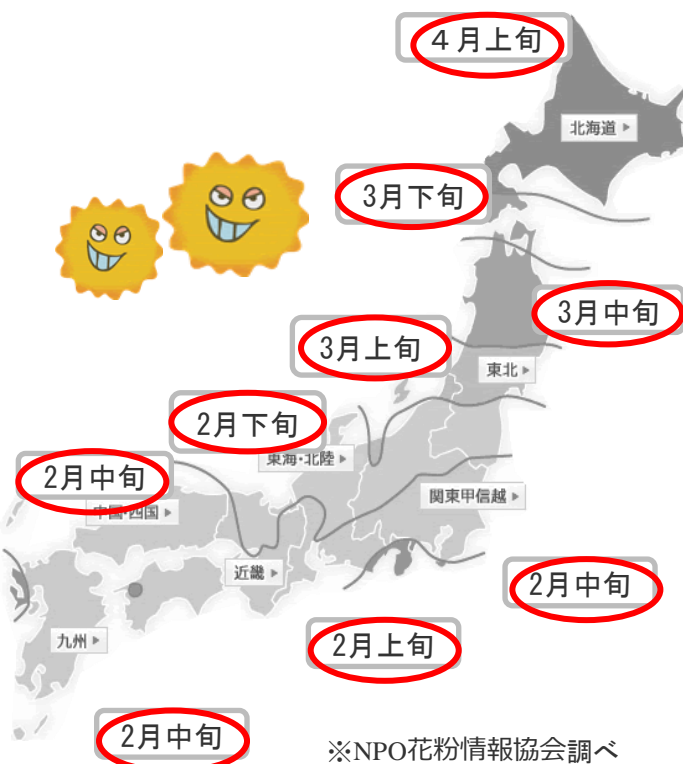 ４月上旬
北海道
3月下旬
3月中旬
3月上旬
東北
2月下旬
東海・北陸
2月中旬
中国・四国
関東甲信越
近畿
2月中旬
九州
2月上旬
2月中旬
※NPO花粉情報協会調べ